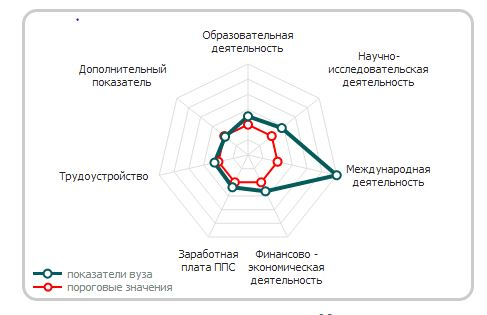 Образовательная
деятельность
Научно-
исследовательская
деятельность
Дополнительный
показатель
Международная
деятельность
Трудоустройство
Заработная
плата ППС
Финансово -
экономическая
деятельность
показатели вуза
пороговые значения